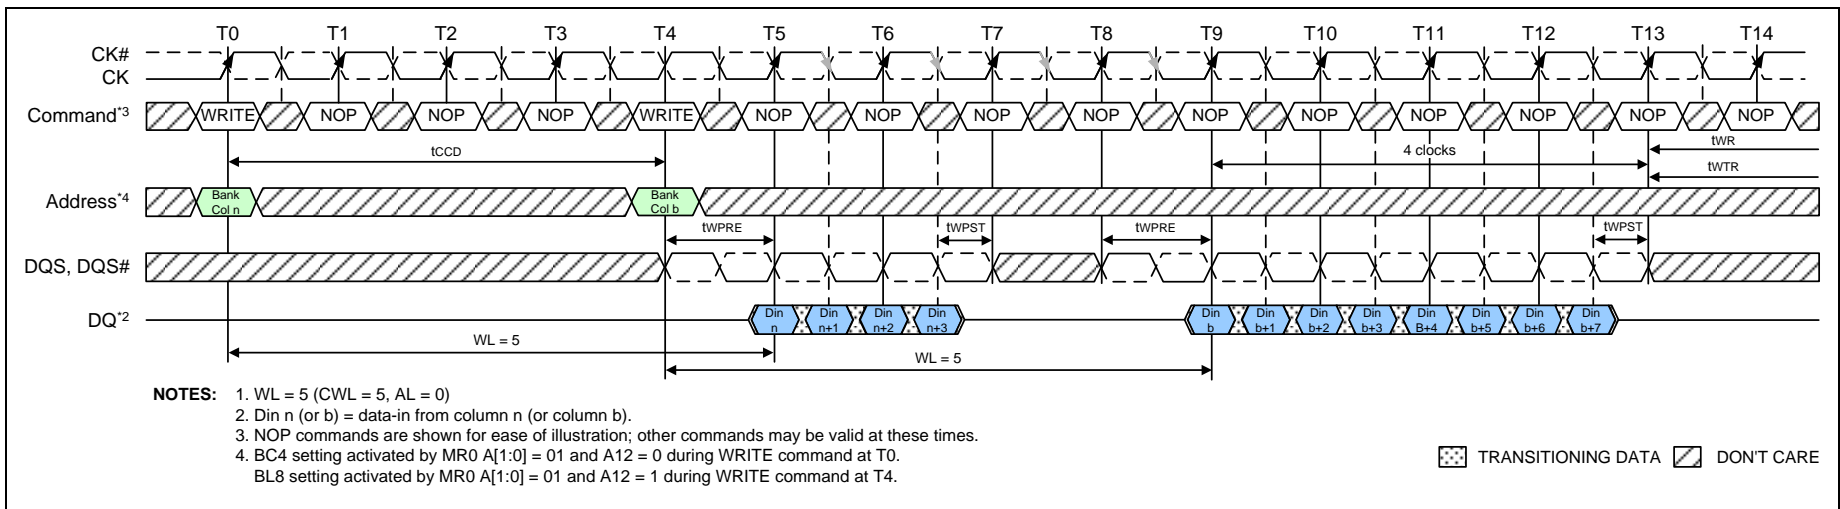 T0 T1 T2 T3 T4 T5 T6 T7 T8 T9 T10 T11 T12 T13 T14
CK#
CK
Command*3 WRITE NOP NOP NOP WRITE NOP NOP NOP NOP NOP NOP NOP NOP NOP NOP
tCCD 4 clocks tWR
tWTR
Address*4 Bank Col n Bank Col b
tWPRE tWPST tWPRE tWPST
DQS, DQS#
DQ*2 Din n Din n+1 Din n+2 Din n+3 Din b Din b+1 Din b+2 Din b+3 Din B+4 Din b+5 Din b+6 Din b+7
WL = 5
WL = 5
NOTES: 1. WL = 5 (CWL = 5, AL = 0)
2. Din n (or b) = data-in from column n (or column b).
3. NOP commands are shown for ease of illustration; other commands may be valid at these times.
4. BC4 setting activated by MR0 A[1:0] = 01 and A12 = 0 during WRITE command at T0.
BL8 setting activated by MR0 A[1:0] = 01 and A12 = 1 during WRITE command at T4.
TRANSITIONING DATA DON'T CARE